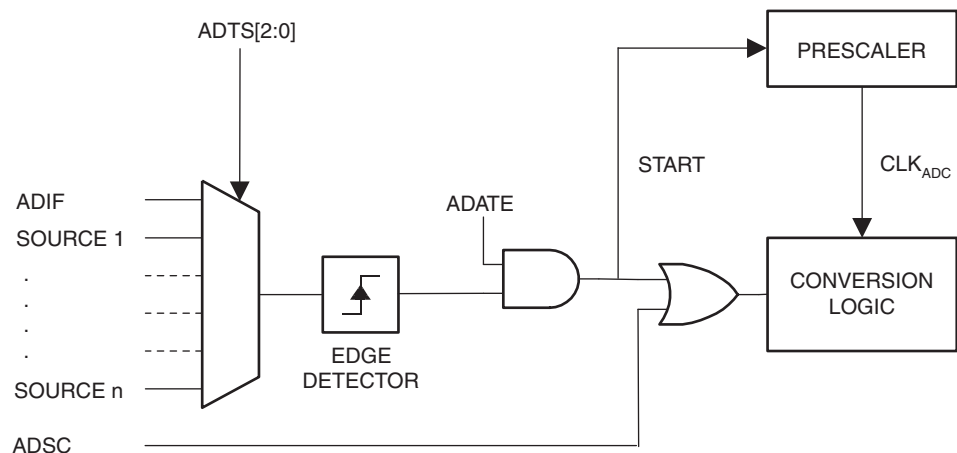 ADTS[2:0]
PRESCALER
START
CLKADC
ADIF
ADATE
SOURCE 1
.
.
.
.
CONVERSION
LOGIC
EDGE
DETECTOR
SOURCE n
ADSC